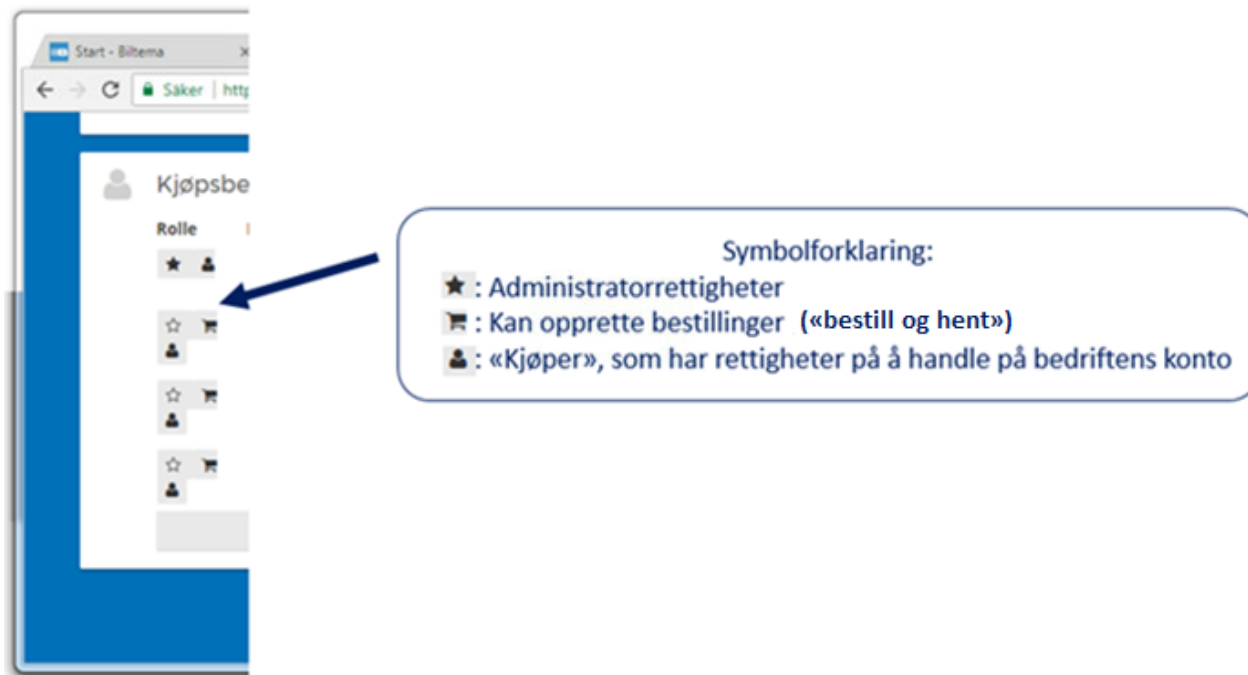 Start - Biltema
Säker | http
Kjøpsbe
Rolle
Symbolforklaring:
: Administratorrettigheter
: Kan opprette bestillinger («bestill og hent»)
: «Kjøper», som har rettigheter på å handle på bedriftens konto